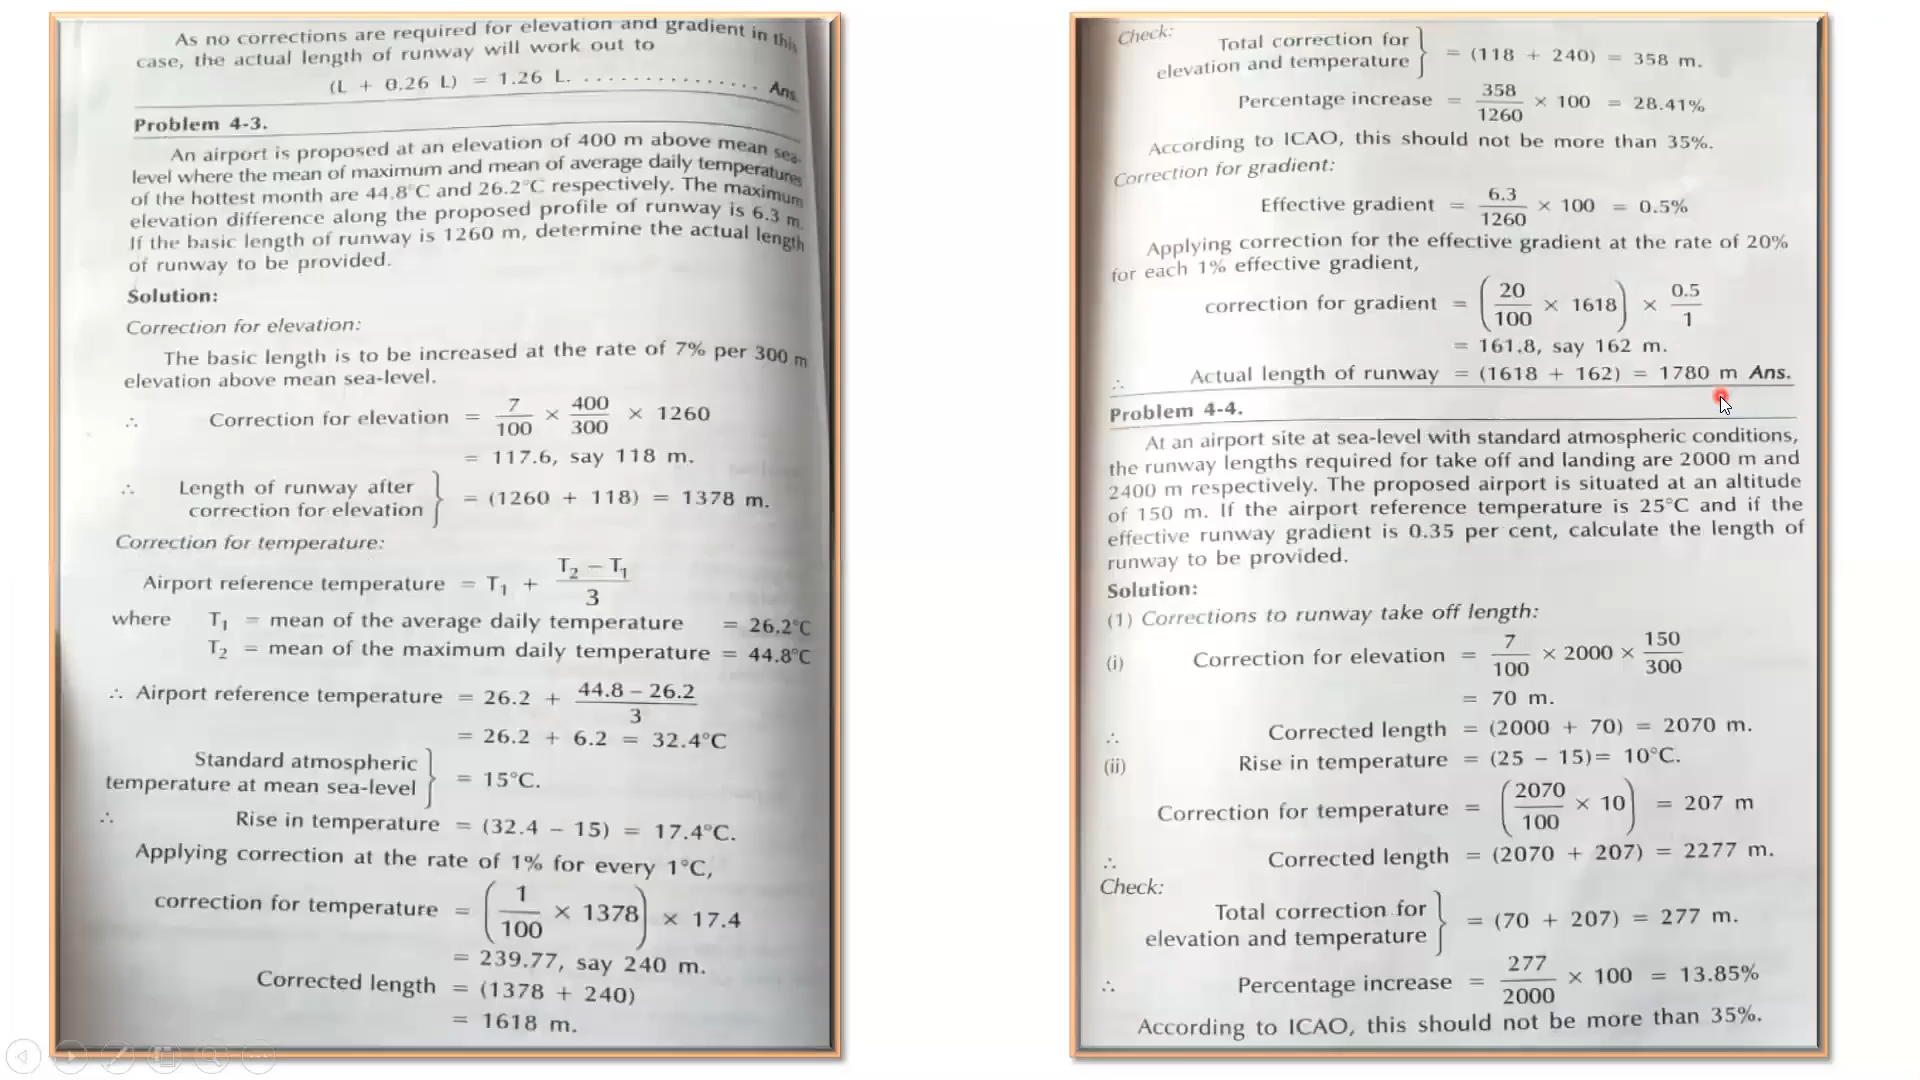 As no corrections are required for elevation and gradient in this
case, the actual length of runway will work out to
(L + 0.26 L) = 1.26 L. . . . . . . . . . . . . . . . Ans.
Problem 4-3.
An airport is proposed at an elevation of 400 m above mean sea-
level where the mean of maximum and mean of average daily temperatures
of the hottest month are 44.8°C and 26.2°C respectively. The maximum
elevation difference along the proposed profile of runway is 6.3 m.
If the basic length of runway is 1260 m, determine the actual length
of runway to be provided.
Solution:
Correction for elevation:
The basic length is to be increased at the rate of 7% per 300 m
elevation above mean sea-level.
∴ Correction for elevation = 7/100 × 400/300 × 1260
= 117.6, say 118 m.
∴ Length of runway after
correction for elevation } = (1260 + 118) = 1378 m.
Correction for temperature:
Airport reference temperature = T₁ + (T₂ – T₁)/3
where T₁ = mean of the average daily temperature = 26.2°C
T₂ = mean of the maximum daily temperature = 44.8°C
∴ Airport reference temperature = 26.2 + (44.8 – 26.2)/3
= 26.2 + 6.2 = 32.4°C
Standard atmospheric
temperature at mean sea-level } = 15°C.
∴ Rise in temperature = (32.4 – 15) = 17.4°C.
Applying correction at the rate of 1% for every 1°C,
correction for temperature = (1/100 × 1378) × 17.4
= 239.77, say 240 m.
Corrected length = (1378 + 240)
= 1618 m.
Check:
Total correction for
elevation and temperature } = (118 + 240) = 358 m.
Percentage increase = 358/1260 × 100 = 28.41%
According to ICAO, this should not be more than 35%.
Correction for gradient:
Effective gradient = 6.3/1260 × 100 = 0.5%
Applying correction for the effective gradient at the rate of 20%
for each 1% effective gradient,
correction for gradient = (20/100 × 1618) × 0.5/1
= 161.8, say 162 m.
∴ Actual length of runway = (1618 + 162) = 1780 m Ans.
Problem 4-4.
At an airport site at sea-level with standard atmospheric conditions,
the runway lengths required for take off and landing are 2000 m and
2400 m respectively. The proposed airport is situated at an altitude
of 150 m. If the airport reference temperature is 25°C and if the
effective runway gradient is 0.35 per cent, calculate the length of
runway to be provided.
Solution:
(1) Corrections to runway take off length:
(i) Correction for elevation = 7/100 × 2000 × 150/300
= 70 m.
∴ Corrected length = (2000 + 70) = 2070 m.
(ii) Rise in temperature = (25 – 15)= 10°C.
Correction for temperature = (2070/100 × 10) = 207 m
∴ Corrected length = (2070 + 207) = 2277 m.
Check:
Total correction for
elevation and temperature } = (70 + 207) = 277 m.
∴ Percentage increase = 277/2000 × 100 = 13.85%
According to ICAO, this should not be more than 35%.